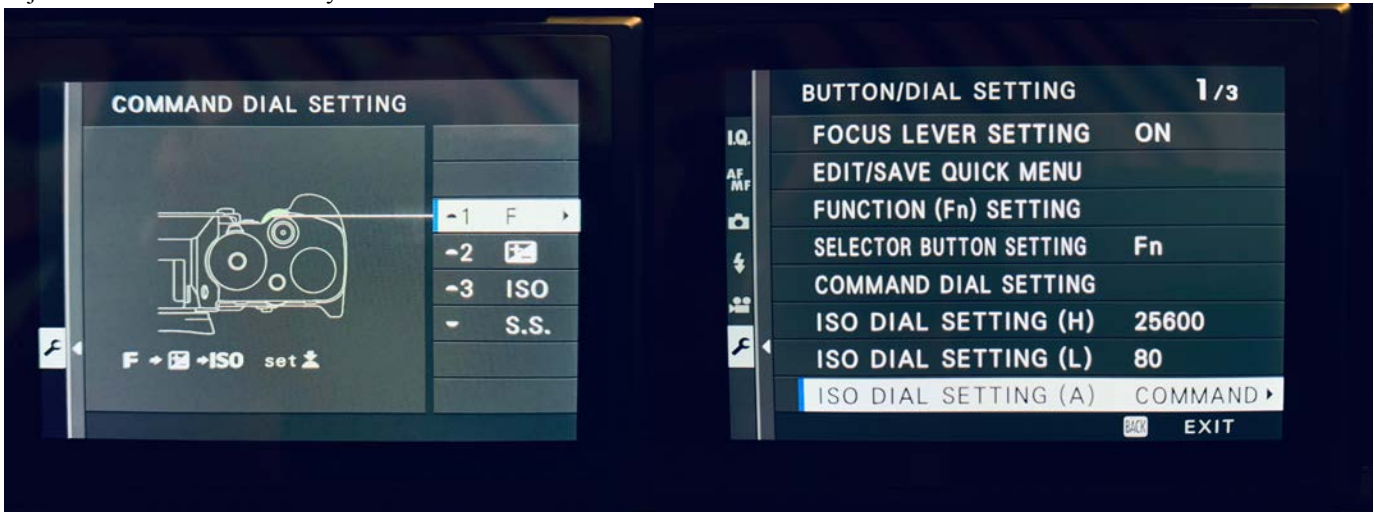 COMMAND DIAL SETTING
1 F
2
3 ISO
S.S.
F → → ISO set
BUTTON/DIAL SETTING 1/3
I.Q.
AF MF
FOCUS LEVER SETTING ON
EDIT/SAVE QUICK MENU
FUNCTION (Fn) SETTING
SELECTOR BUTTON SETTING Fn
COMMAND DIAL SETTING
ISO DIAL SETTING (H) 25600
ISO DIAL SETTING (L) 80
ISO DIAL SETTING (A) COMMAND
BACK EXIT